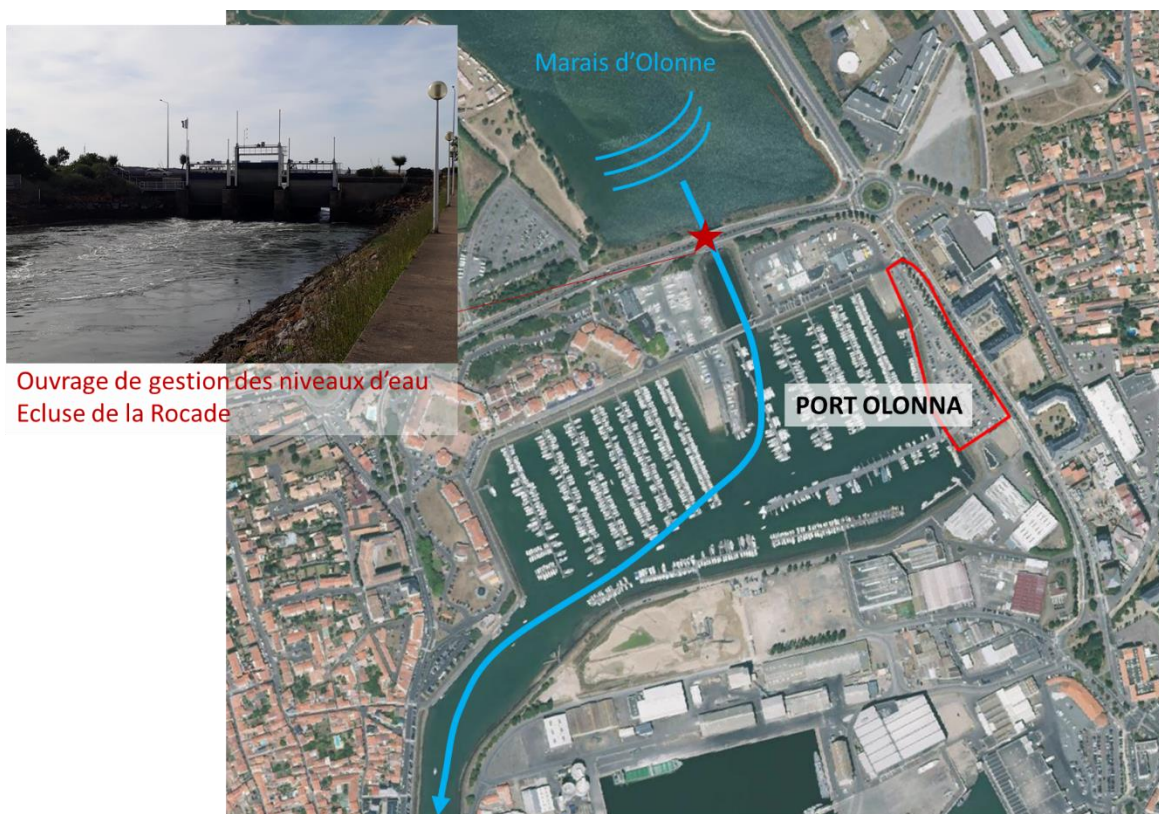 Marais d'Olonne
PORT OLONNA
Ouvrage de gestion des niveaux d'eau
Ecluse de la Rocade